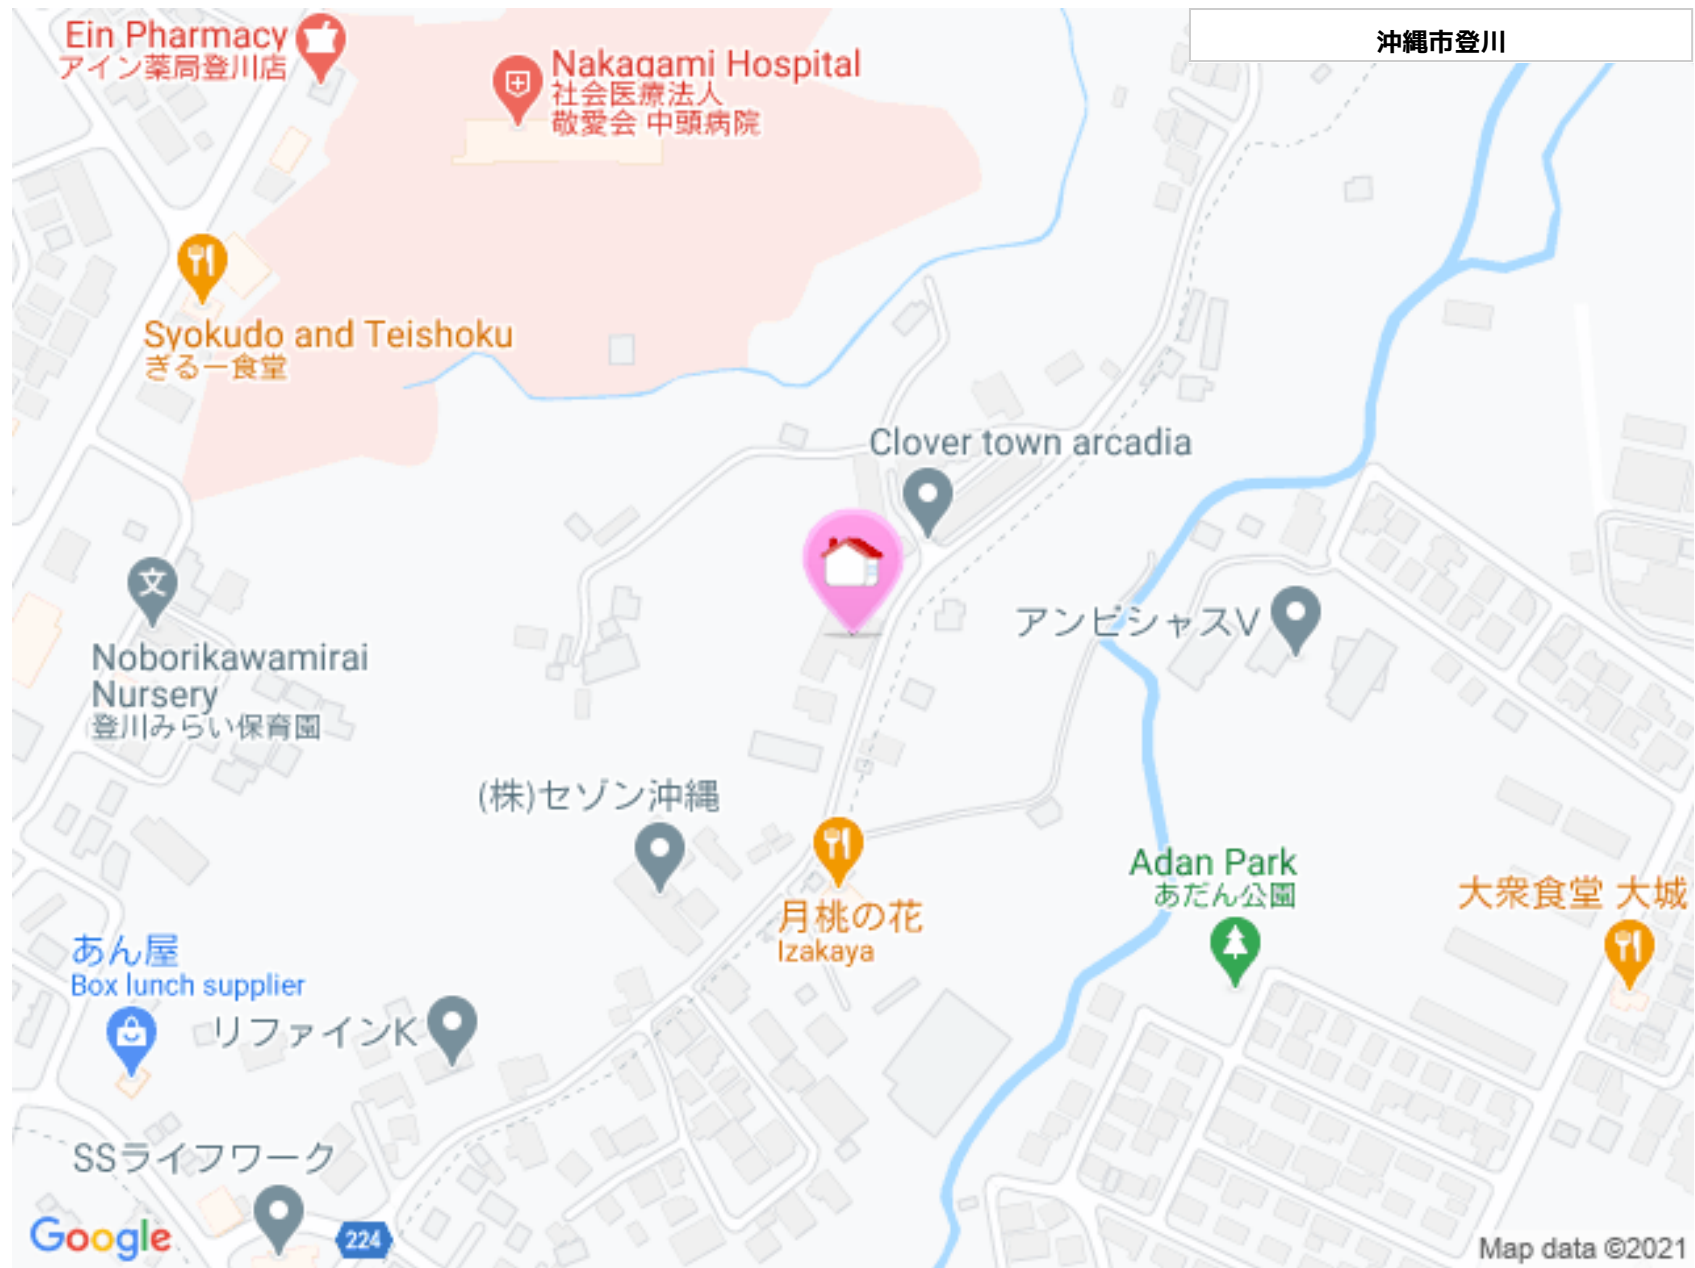 沖縄市登川
Ein Pharmacy
アイン薬局登川店
Nakagami Hospital
社会医療法人
敬愛会 中頭病院
Syokudo and Teishoku
ぎるー食堂
Clover town arcadia
文
Noborikawamirai
Nursery
登川みらい保育園
アンビシャスV
(株)セゾン沖縄
月桃の花
Izakaya
Adan Park
あだん公園
大衆食堂 大城
あん屋
Box lunch supplier
リファインK
SSライフワーク
224
Google
Map data ©2021